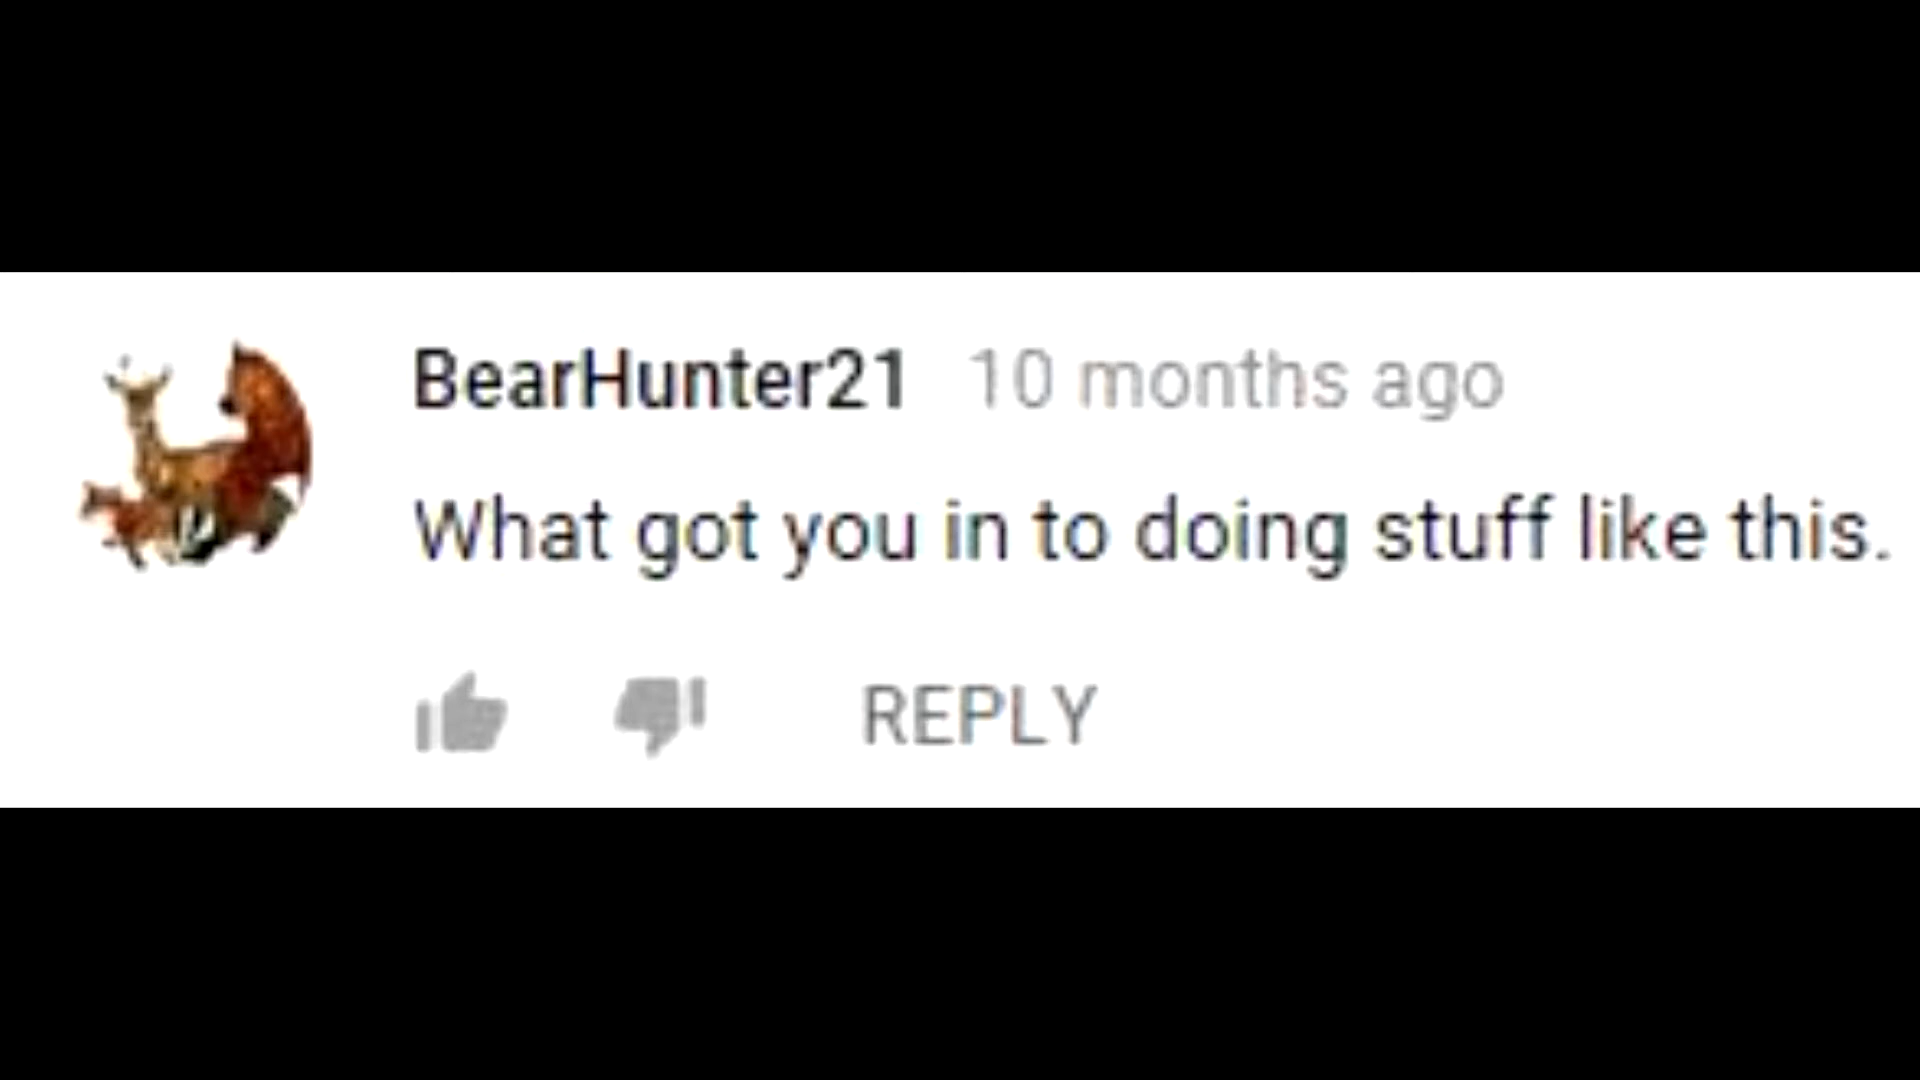 BearHunter21 10 months ago
What got you in to doing stuff like this.
REPLY